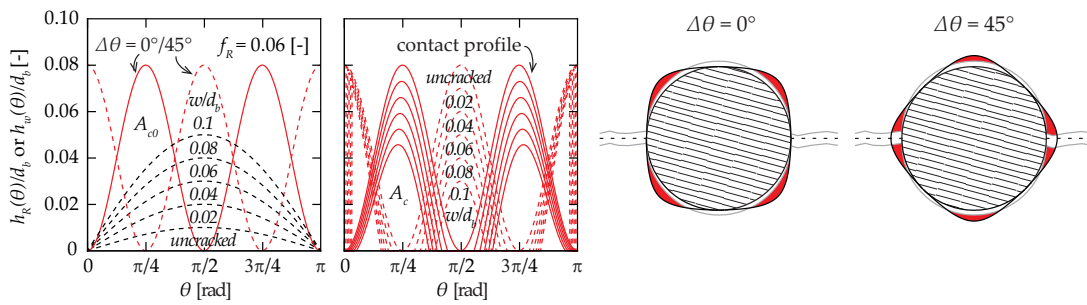 h_R(θ)/d_b or h_w(θ)/d_b
0.10
0.08
0.06
0.04
0.02
0
Δθ = 0°/45°
f_R = 0.06 [-]
w/d_b
0.1
0.08
0.06
0.04
0.02
uncracked
A_c0
0
π/4
π/2
3π/4
π
θ [rad]
contact profile
uncracked
0.02
0.04
0.06
0.08
0.1
w/d_b
A_c
0
π/4
π/2
3π/4
π
θ [rad]
Δθ = 0°
Δθ = 45°